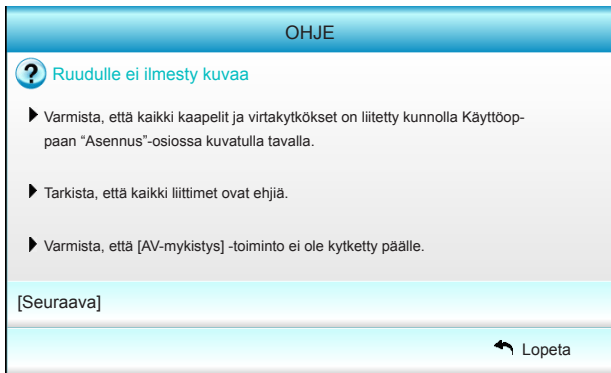 OHJE
Ruudulle ei ilmesty kuvaa
Varmista, että kaikki kaapelit ja virtakytkökset on liitetty kunnolla Käyttöop-
paan “Asennus”-osiossa kuvatulla tavalla.
Tarkista, että kaikki liittimet ovat ehjiä.
Varmista, että [AV-mykistys] -toiminto ei ole kytketty päälle.
[Seuraava]
Lopeta